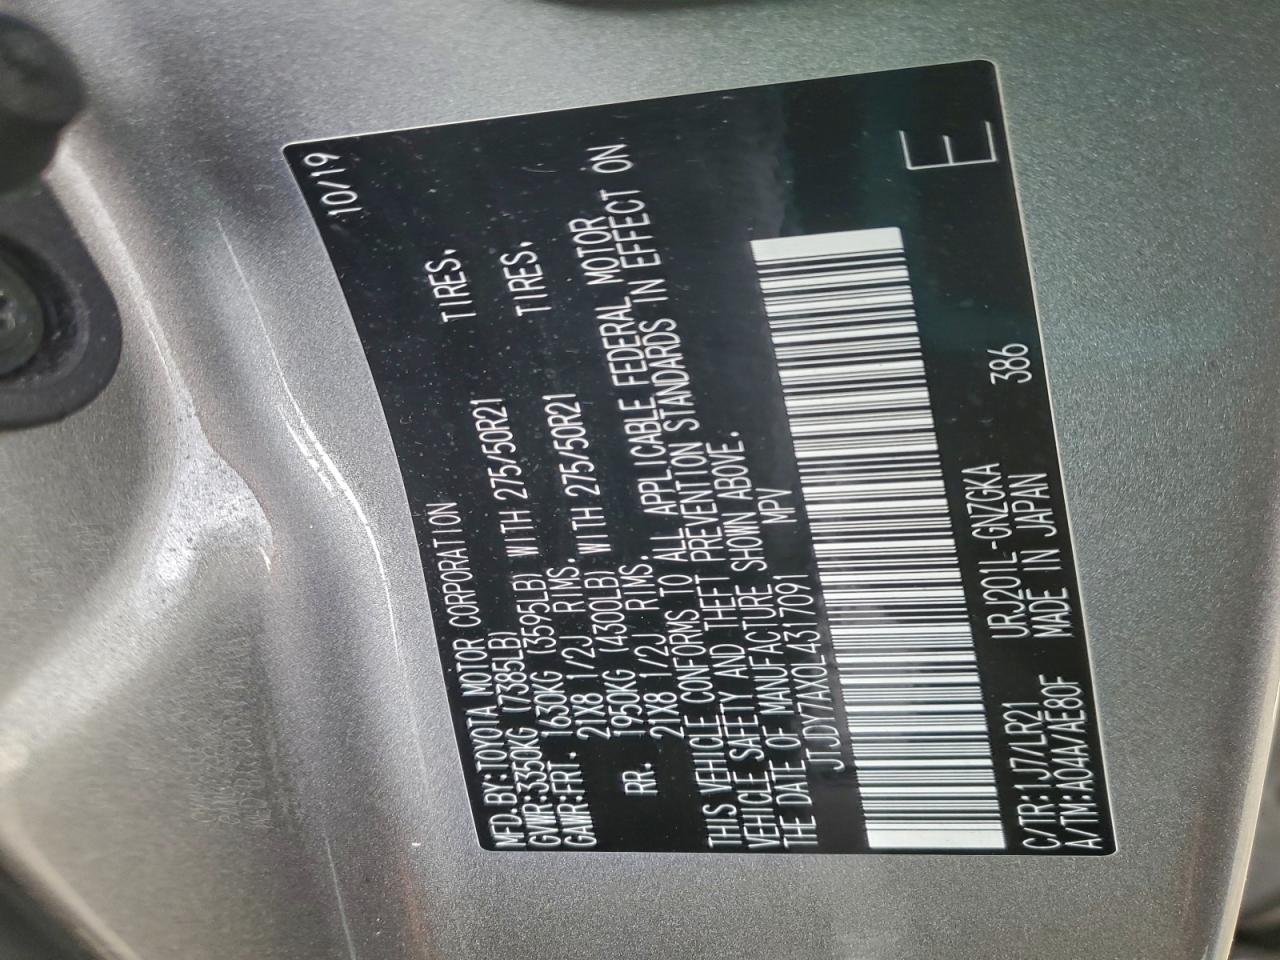 10/19
MFD.BY:TOYOTA MOTOR CORPORATION
GVWR:3350KG (7385LB)
GAWR:FRT. 1630KG (3595LB) WITH 275/50R21 TIRES.
21X8 1/2J RIMS.
RR. 1950KG (4300LB) WITH 275/50R21 TIRES.
21X8 1/2J RIMS.
THIS VEHICLE CONFORMS TO ALL APPLICABLE FEDERAL MOTOR
VEHICLE SAFETY AND THEFT PREVENTION STANDARDS IN EFFECT ON
THE DATE OF MANUFACTURE SHOWN ABOVE.
JTJDY7AX0L4317091 MPV
E
C/TR:1J7/LR21 URJ201L-GNZGKA 386
A/TM:A04A/AE80F MADE IN JAPAN